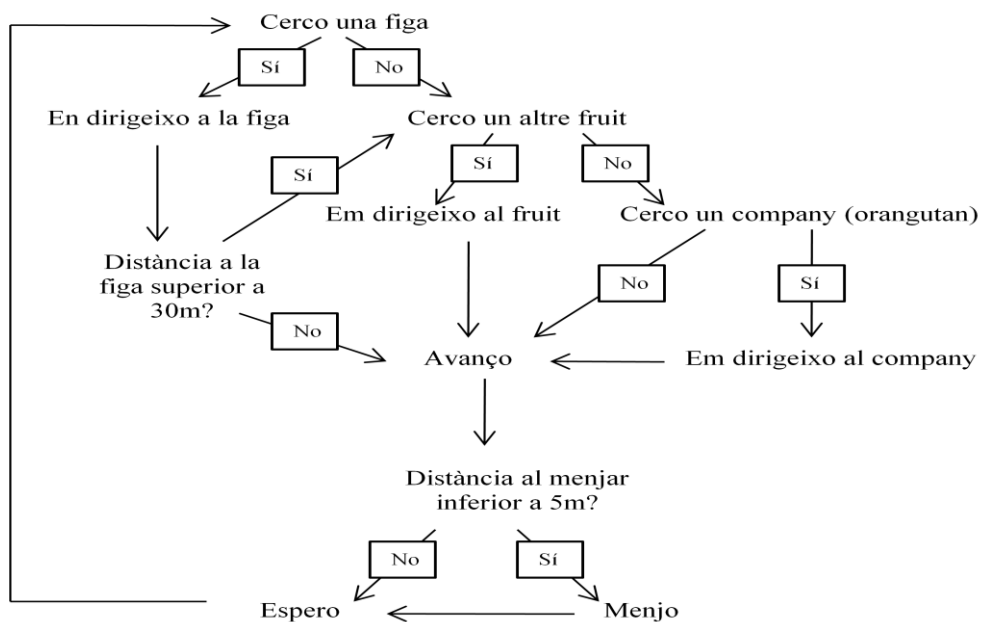 Cerco una figa
Sí
No
En dirigeixo a la figa
Cerco un altre fruit
Sí
Sí
No
Em dirigeixo al fruit
Cerco un company (orangutan)
Distància a la
figa superior a
30m?
No
Sí
No
Avanço
Em dirigeixo al company
Distància al menjar
inferior a 5m?
No
Sí
Espero
Menjo